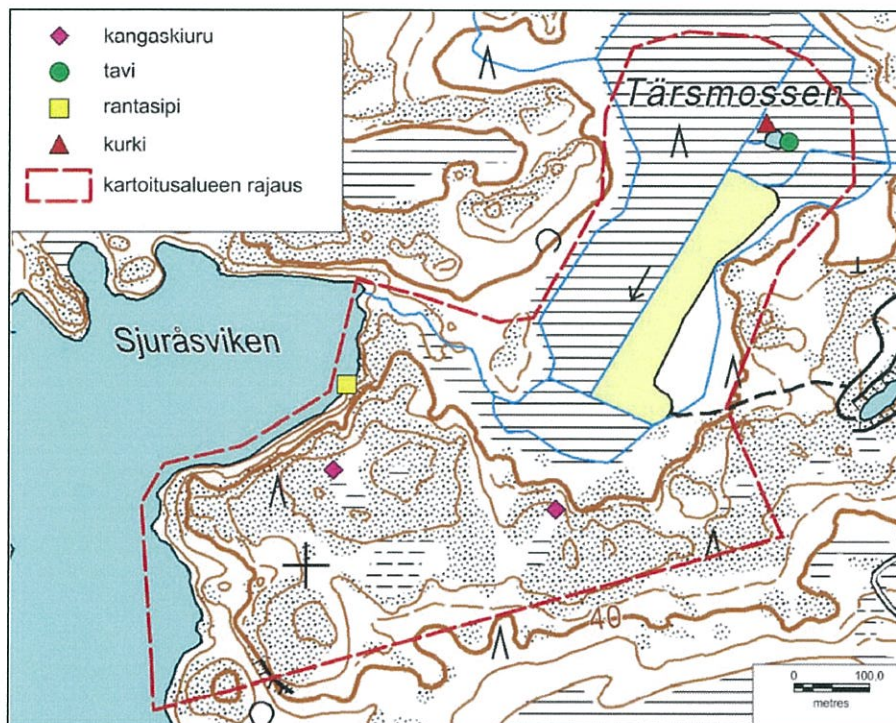 kangaskiuru
tavi
rantasipi
kurki
kartoitusalueen rajaus
Tärsmossen
Sjuråsviken
40
0 100,0
metres